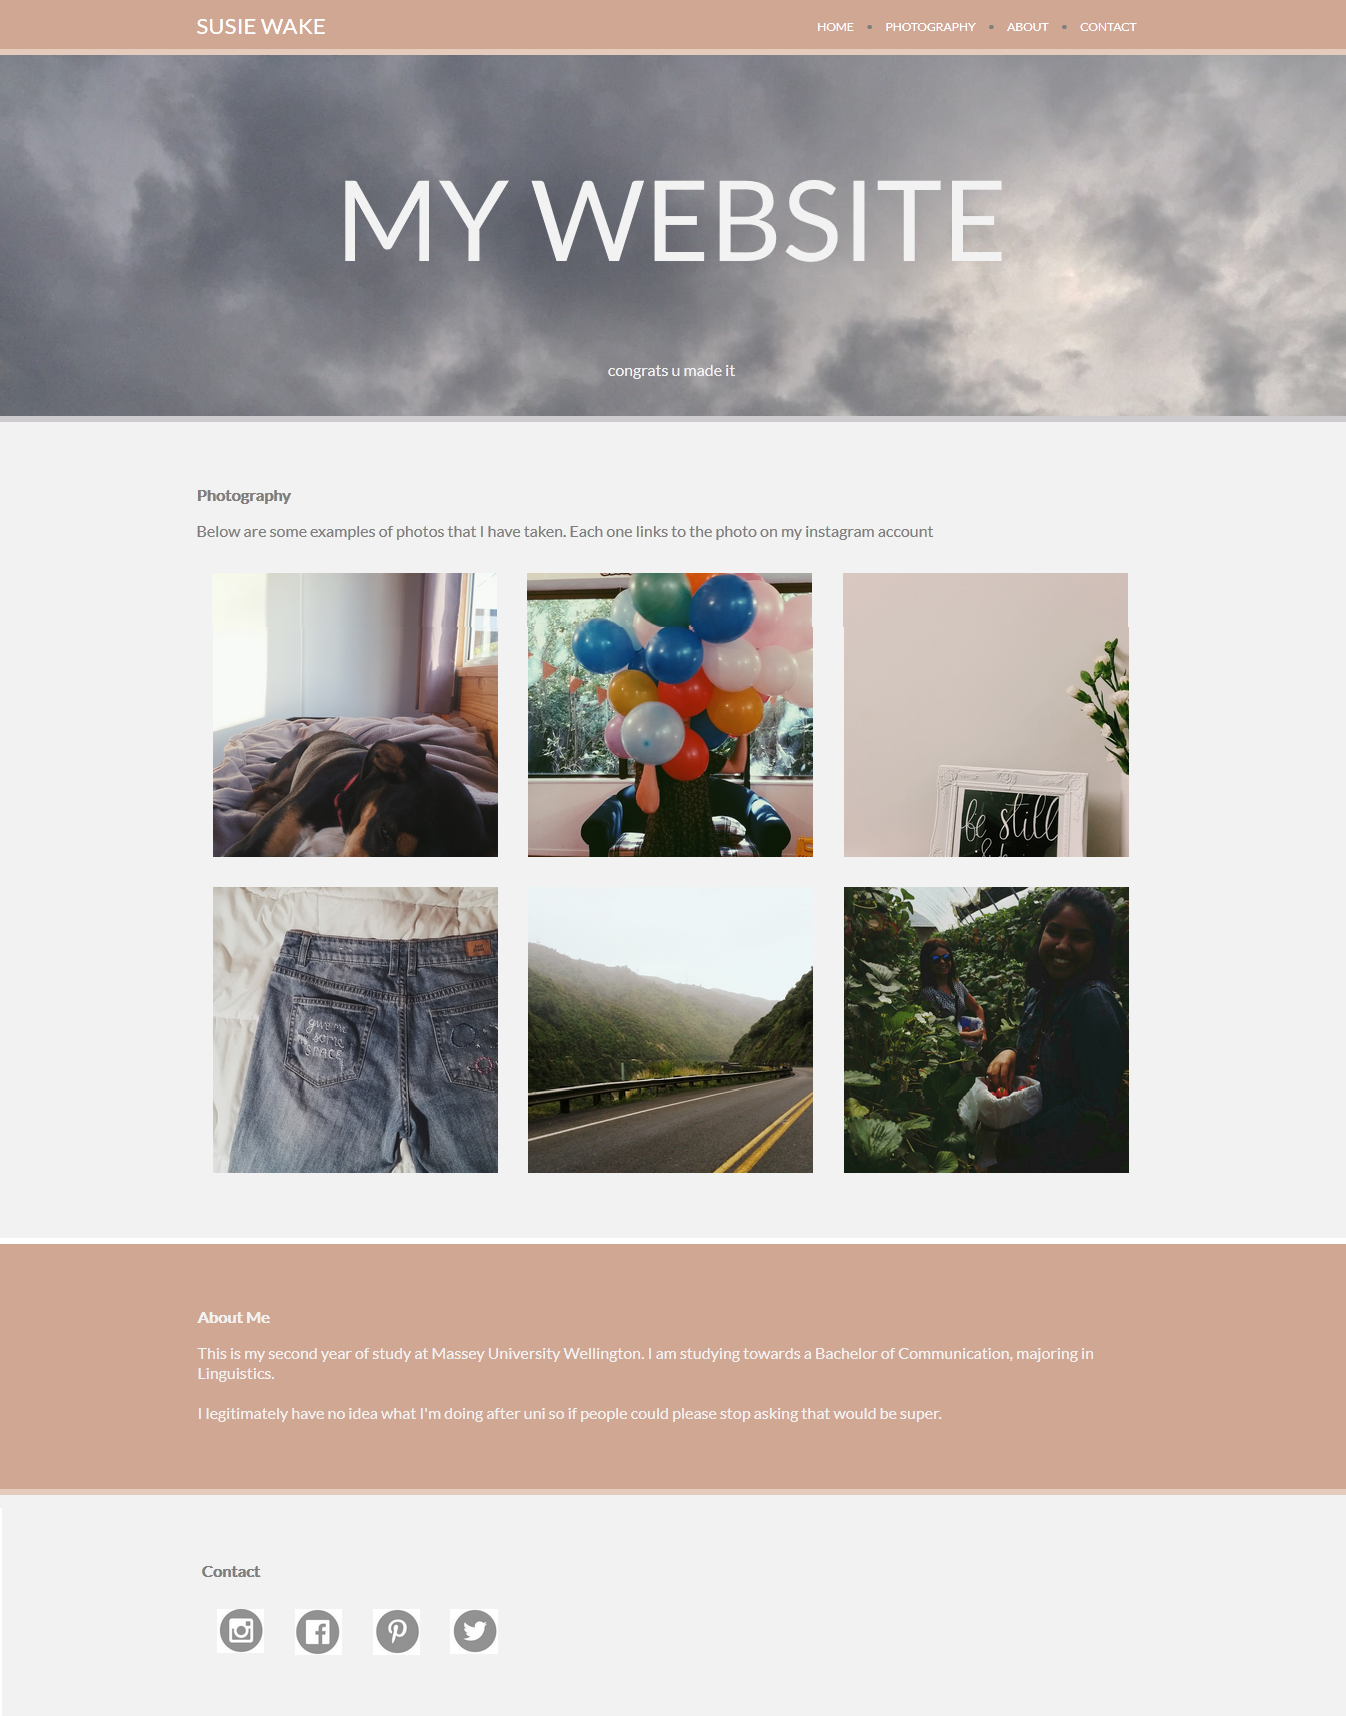 SUSIE WAKE
HOME • PHOTOGRAPHY • ABOUT • CONTACT
MY WEBSITE
congrats u made it
Photography
Below are some examples of photos that I have taken. Each one links to the photo on my instagram account
be still
give me
some
SPACE
About Me
This is my second year of study at Massey University Wellington. I am studying towards a Bachelor of Communication, majoring in
Linguistics.
I legitimately have no idea what I'm doing after uni so if people could please stop asking that would be super.
Contact